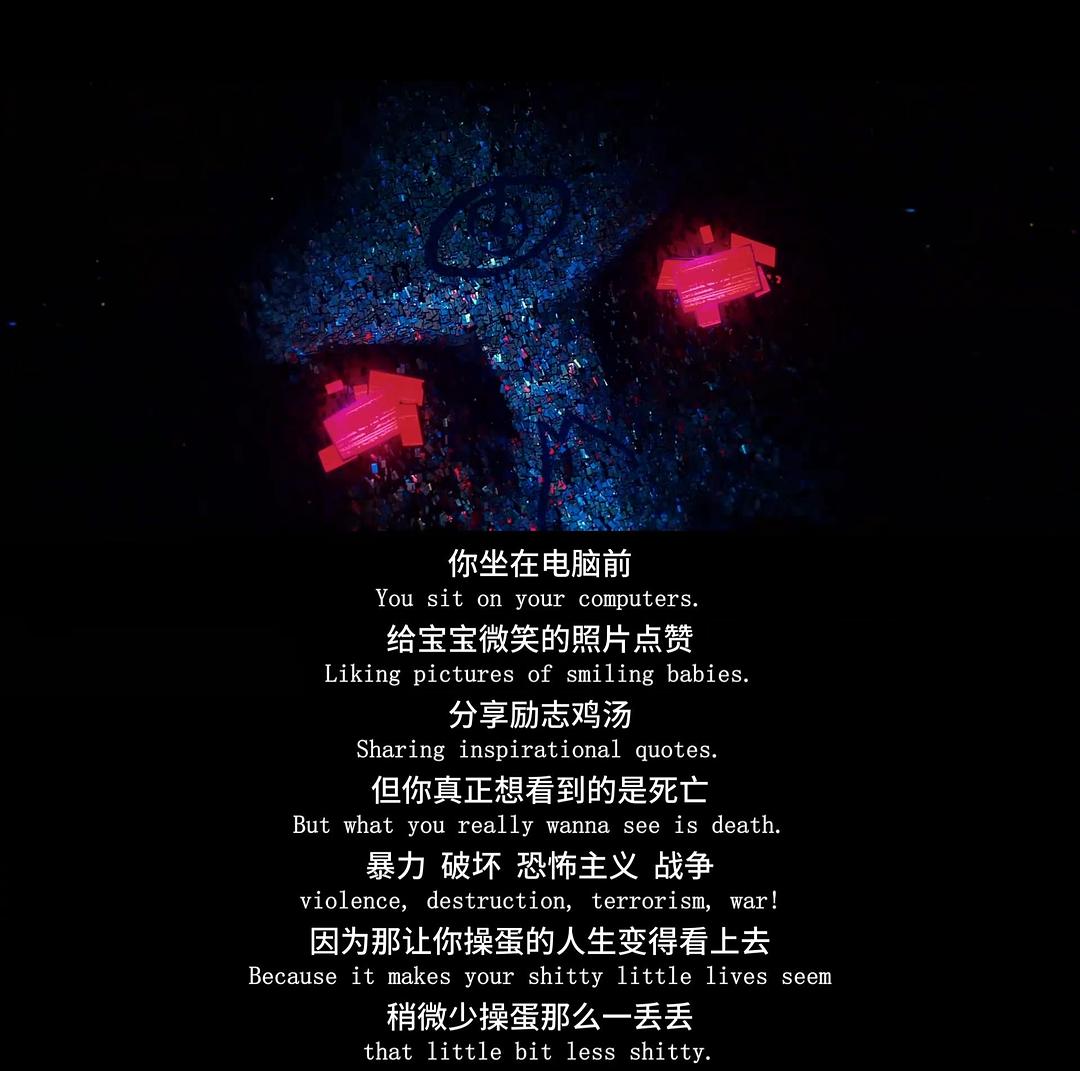 你坐在电脑前
You sit on your computers.
给宝宝微笑的照片点赞
Liking pictures of smiling babies.
分享励志鸡汤
Sharing inspirational quotes.
但你真正想看到的是死亡
But what you really wanna see is death.
暴力 破坏 恐怖主义 战争
violence, destruction, terrorism, war!
因为那让你操蛋的人生变得看上去
Because it makes your shitty little lives seem
稍微少操蛋那么一丢丢
that little bit less shitty.